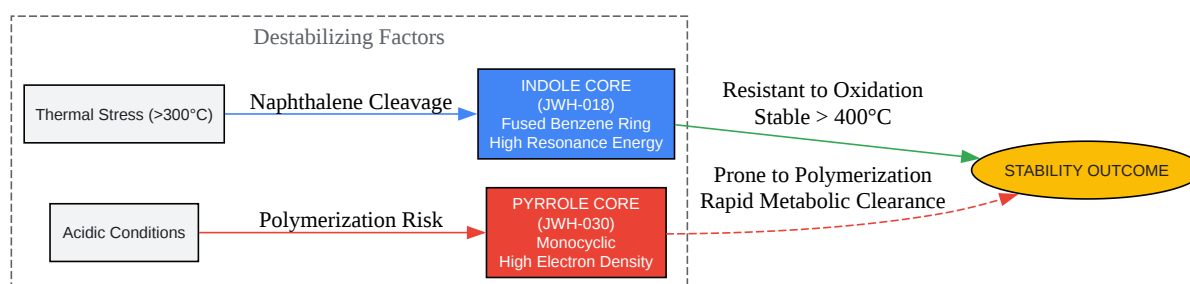 Destabilizing Factors
Thermal Stress (>300°C)
Naphthalene Cleavage
INDOLE CORE
(JWH-018)
Fused Benzene Ring
High Resonance Energy
Resistant to Oxidation
Stable > 400°C
STABILITY OUTCOME
Acidic Conditions
Polymerization Risk
PYRROLE CORE
(JWH-030)
Monocyclic
High Electron Density
Prone to Polymerization
Rapid Metabolic Clearance